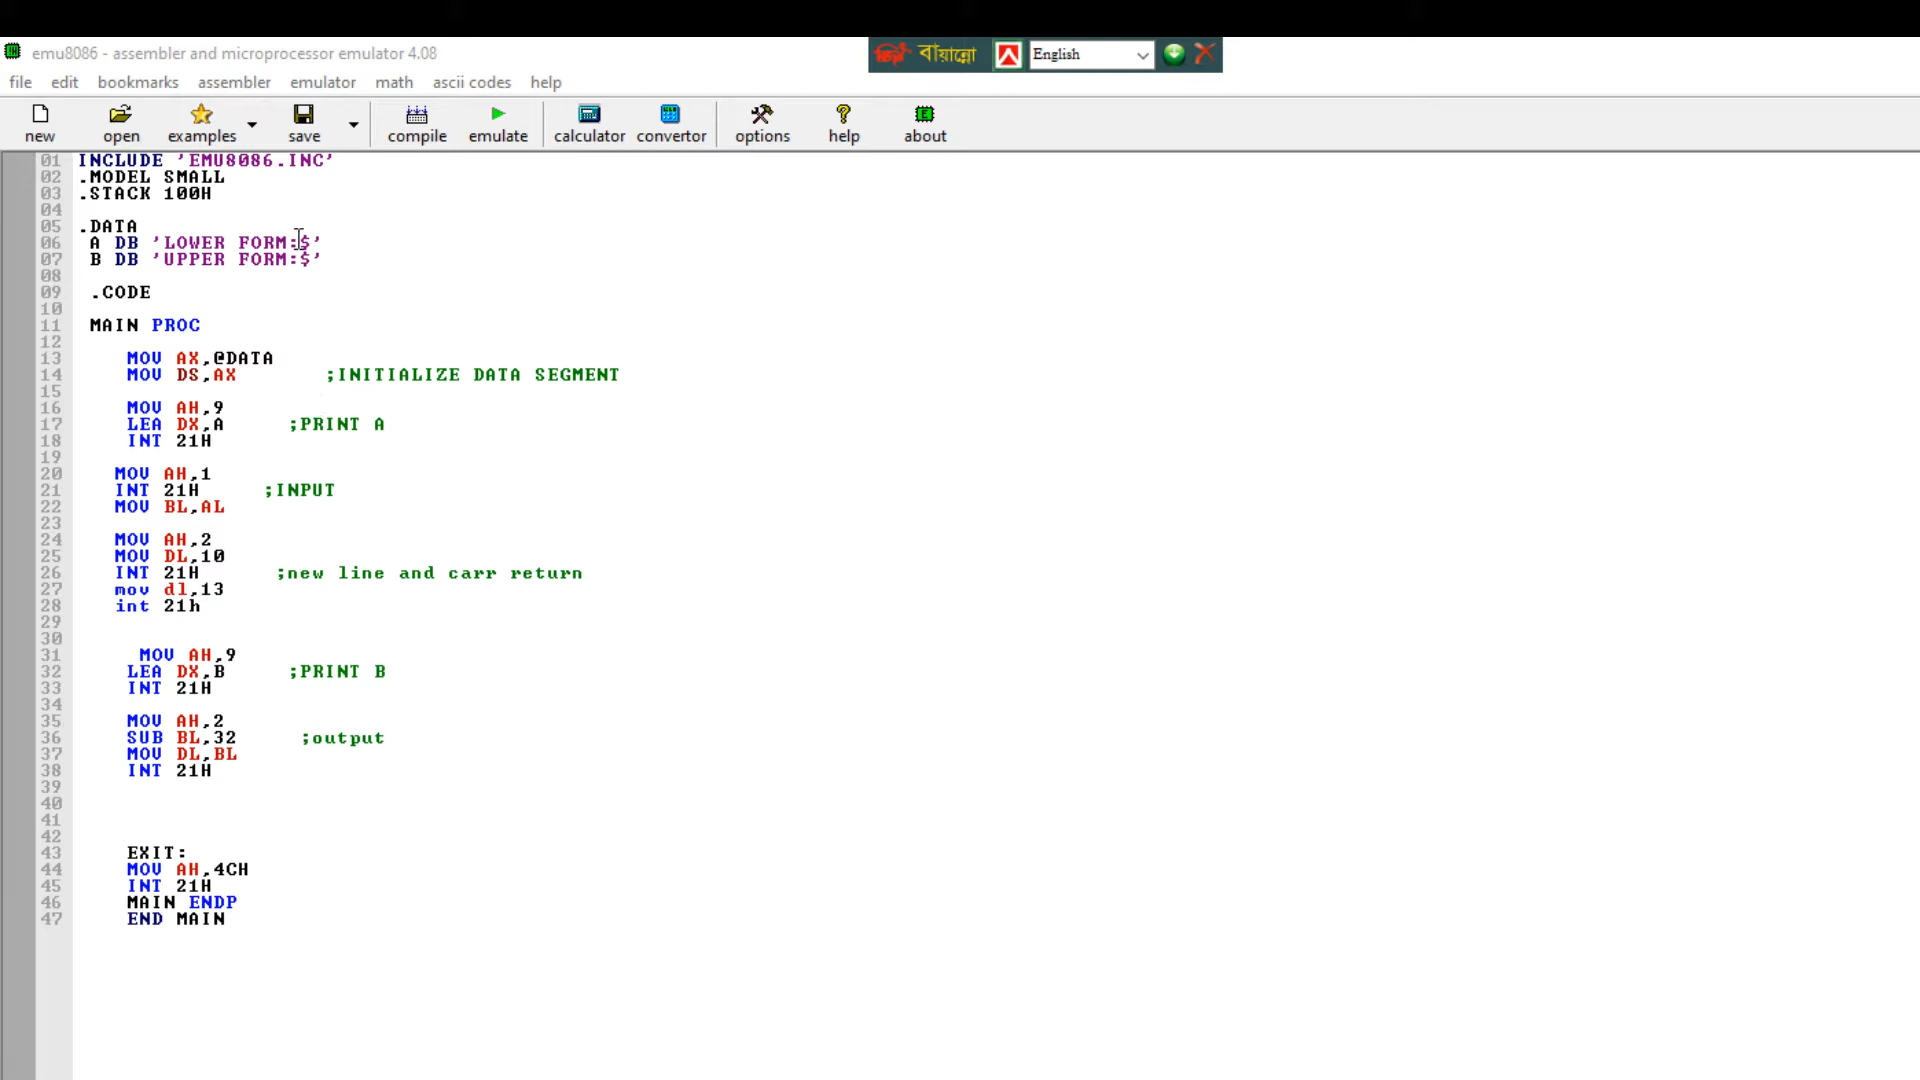 emu8086 - assembler and microprocessor emulator 4.08
বায়ান্নো English
file edit bookmarks assembler emulator math ascii codes help
new open examples save compile emulate calculator convertor options help about
01 INCLUDE 'EMU8086.INC'
02 .MODEL SMALL
03 .STACK 100H
04
05 .DATA
06 A DB 'LOWER FORM:$'
07 B DB 'UPPER FORM:$'
08
09 .CODE
10
11 MAIN PROC
12
13 MOV AX,@DATA
14 MOV DS,AX ;INITIALIZE DATA SEGMENT
15
16 MOV AH,9
17 LEA DX,A ;PRINT A
18 INT 21H
19
20 MOV AH,1
21 INT 21H ;INPUT
22 MOV BL,AL
23
24 MOV AH,2
25 MOV DL,10
26 INT 21H ;new line and carr return
27 mov dl,13
28 int 21h
29
30
31 MOV AH,9
32 LEA DX,B ;PRINT B
33 INT 21H
34
35 MOV AH,2
36 SUB BL,32 ;output
37 MOV DL,BL
38 INT 21H
39
40
41
42
43 EXIT:
44 MOV AH,4CH
45 INT 21H
46 MAIN ENDP
47 END MAIN